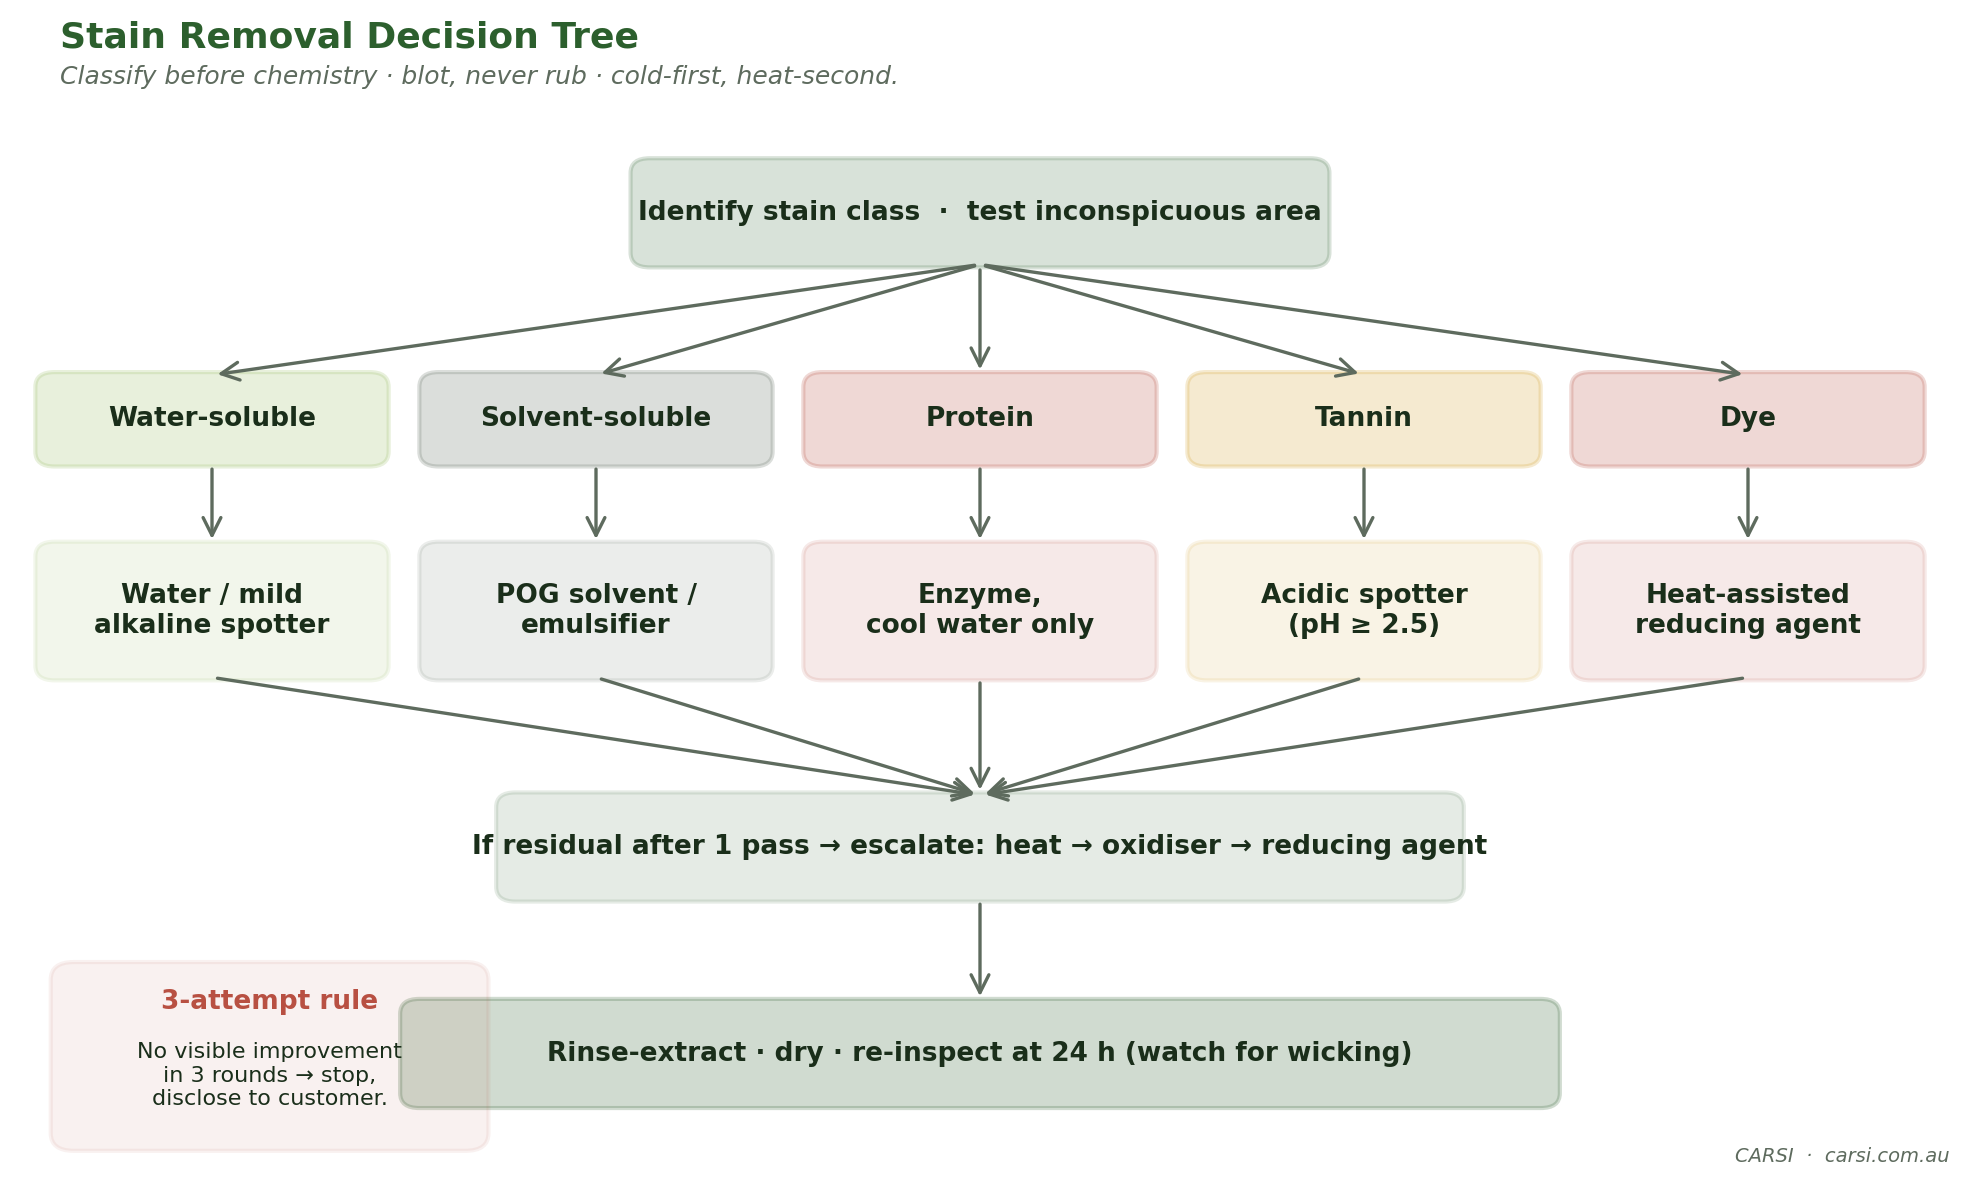 Stain Removal Decision Tree
Classify before chemistry · blot, never rub · cold-first, heat-second.
Identify stain class · test inconspicuous area
Water-soluble
Solvent-soluble
Protein
Tannin
Dye
Water / mild
alkaline spotter
POG solvent /
emulsifier
Enzyme,
cool water only
Acidic spotter
(pH ≥ 2.5)
Heat-assisted
reducing agent
If residual after 1 pass → escalate: heat → oxidiser → reducing agent
3-attempt rule
No visible improvement
in 3 rounds → stop,
disclose to customer.
Rinse-extract · dry · re-inspect at 24 h (watch for wicking)
CARSI · carsi.com.au